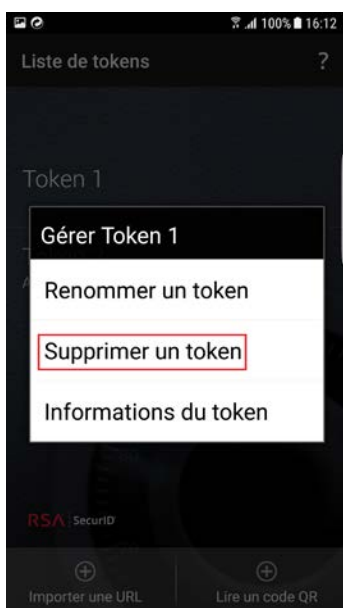 100% 16:12
Liste de tokens ?
Token 1
Gérer Token 1
Renommer un token
Supprimer un token
Informations du token
RSA SecurID
Importer une URL
Lire un code QR